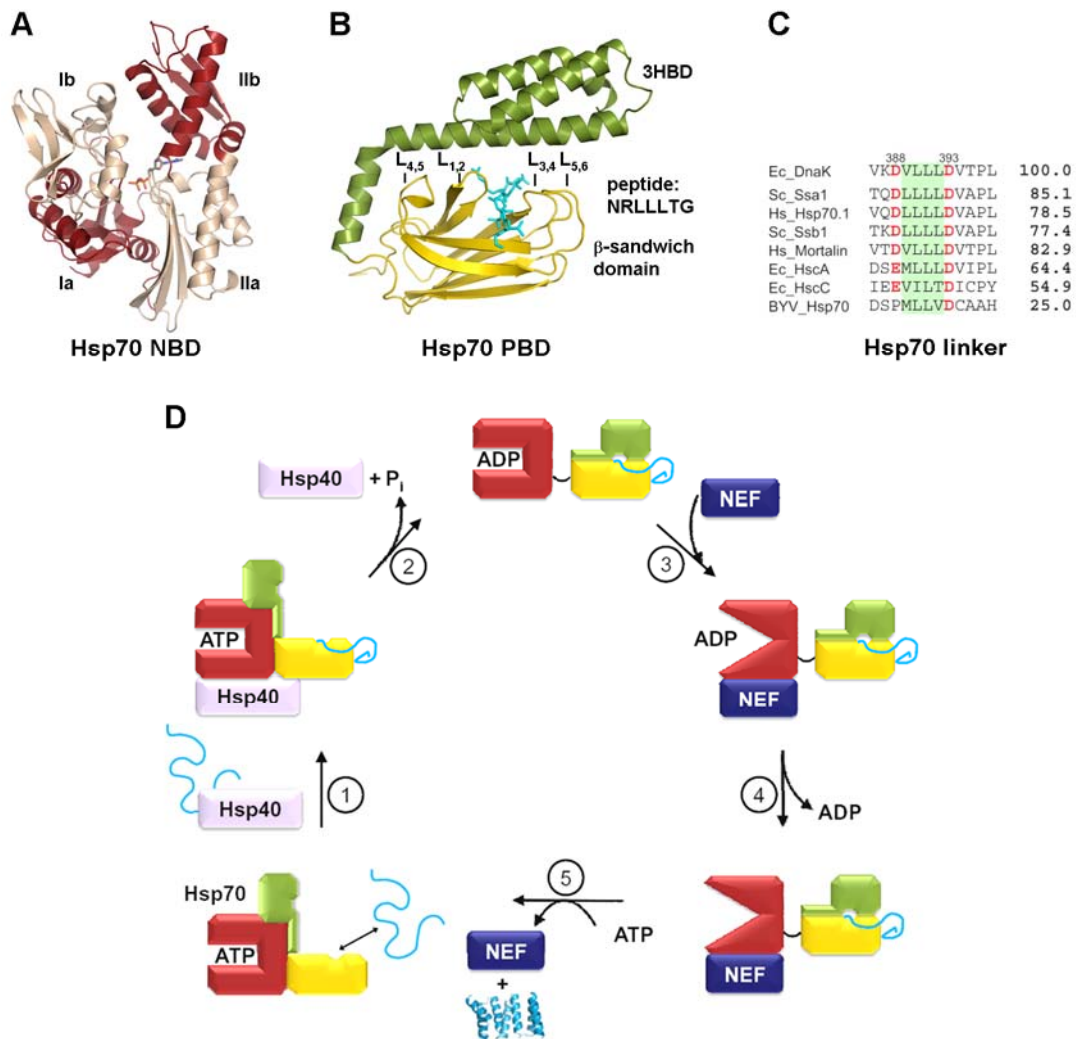 A
Ib
IIb
Ia
IIa
Hsp70 NBD
B
3HBD
L4,5 L1,2 L3,4 L5,6
peptide:
NRLLLTG
β-sandwich
domain
Hsp70 PBD
C
388 393
Ec_DnaK VKDVLLLDVTPL 100.0
Sc_Ssa1 TQDLLLLDVAPL 85.1
Hs_Hsp70.1 VQDLLLLDVAPL 78.5
Sc_Ssb1 TKDLLLLDVAPL 77.4
Hs_Mortalin VTDVLLLDVTPL 82.9
Ec_HscA DSEMLLLDVIPL 64.4
Ec_HscC IEEVILTDICPY 54.9
BYV_Hsp70 DSPMLLVDCAAH 25.0
Hsp70 linker
D
Hsp40 + Pi
ADP
NEF
2
3
ATP
Hsp40
ADP
NEF
Hsp40
1
4
ADP
Hsp70
ATP
5
ATP
NEF
+
NEF